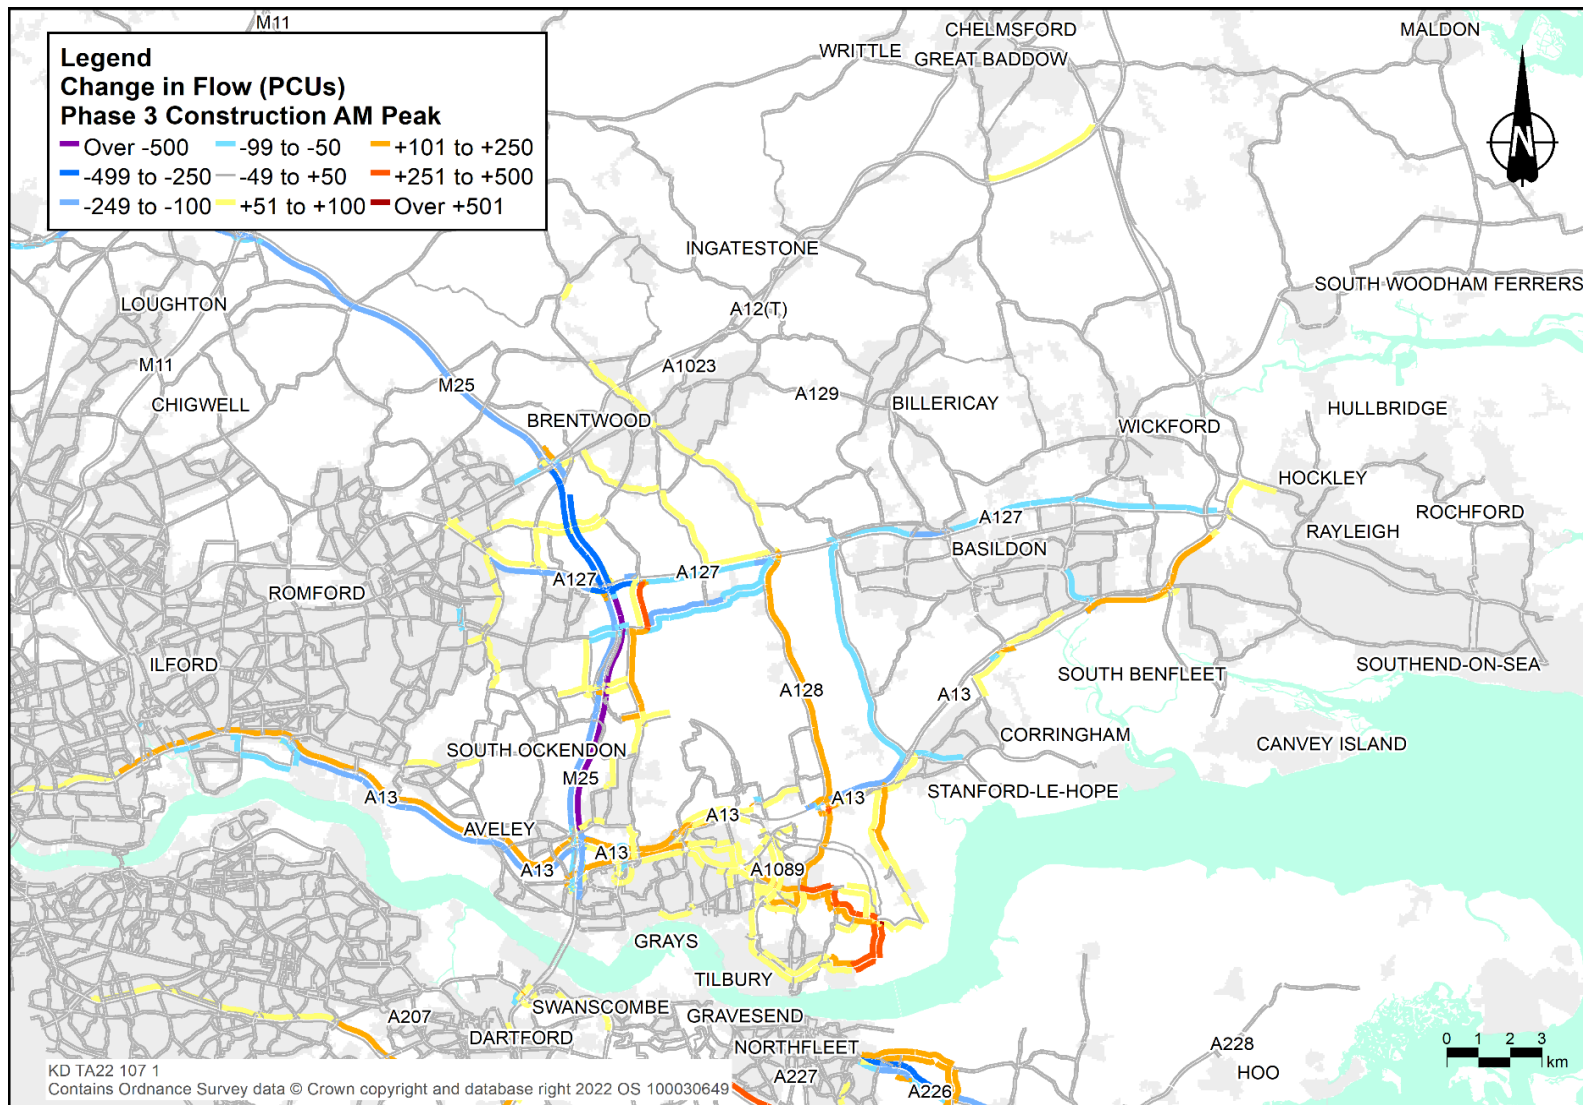 M11
CHELMSFORD
MALDON
WRITTLE
GREAT BADDOW
Legend
Change in Flow (PCUs)
Phase 3 Construction AM Peak
Over -500
-99 to -50
+101 to +250
-499 to -250
-49 to +50
+251 to +500
-249 to -100
+51 to +100
Over +501
N
INGATESTONE
SOUTH WOODHAM FERRERS
LOUGHTON
A12(T)
M11
A1023
M25
A129
CHIGWELL
BILLERICAY
HULLBRIDGE
BRENTWOOD
WICKFORD
HOCKLEY
A127
ROCHFORD
RAYLEIGH
BASILDON
A127
A127
ROMFORD
ILFORD
SOUTHEND-ON-SEA
SOUTH BENFLEET
A128
A13
CORRINGHAM
CANVEY ISLAND
SOUTH OCKENDON
M25
STANFORD-LE-HOPE
A13
A13
A13
AVELEY
A13
A13
A1089
GRAYS
TILBURY
SWANSCOMBE
A207
GRAVESEND
DARTFORD
NORTHFLEET
A228
HOO
A227
A226
0 1 2 3
km
KD TA22 107 1
Contains Ordnance Survey data © Crown copyright and database right 2022 OS 100030649